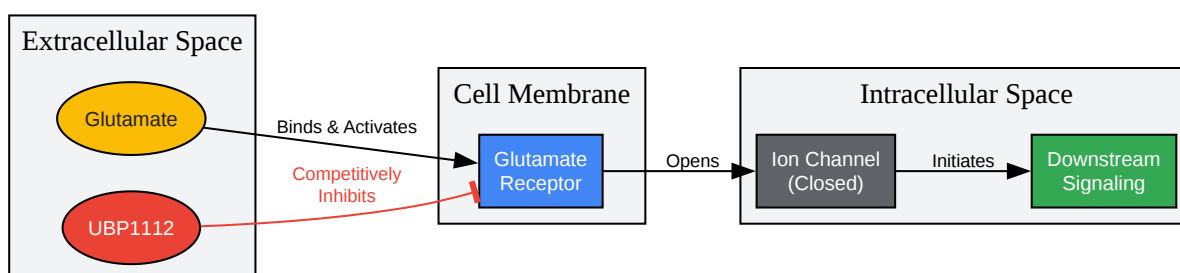 Extracellular Space
Glutamate
UBP1112
Binds & Activates
Competitively
Inhibits
Cell Membrane
Glutamate
Receptor
Opens
Intracellular Space
Ion Channel
(Closed)
Initiates
Downstream
Signaling